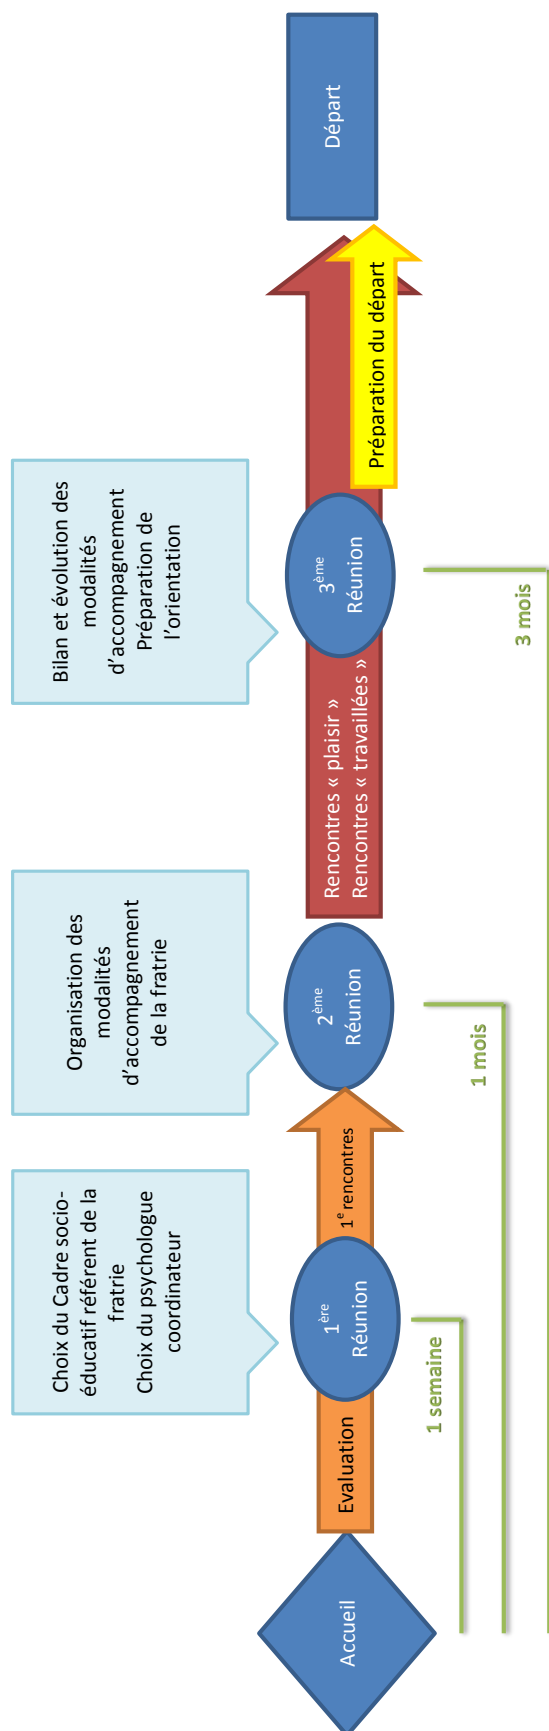 Choix du Cadre socio-
éducatif référent de la
fratrie
Choix du psychologue
coordinateur
Organisation des
modalités
d'accompagnement
de la fratrie
Bilan et évolution des
modalités
d'accompagnement
Préparation de
l'orientation
Accueil
Evaluation
1ère
Réunion
1e rencontres
2ème
Réunion
Rencontres « plaisir »
Rencontres « travaillées »
3ème
Réunion
Préparation du départ
Départ
1 semaine
1 mois
3 mois